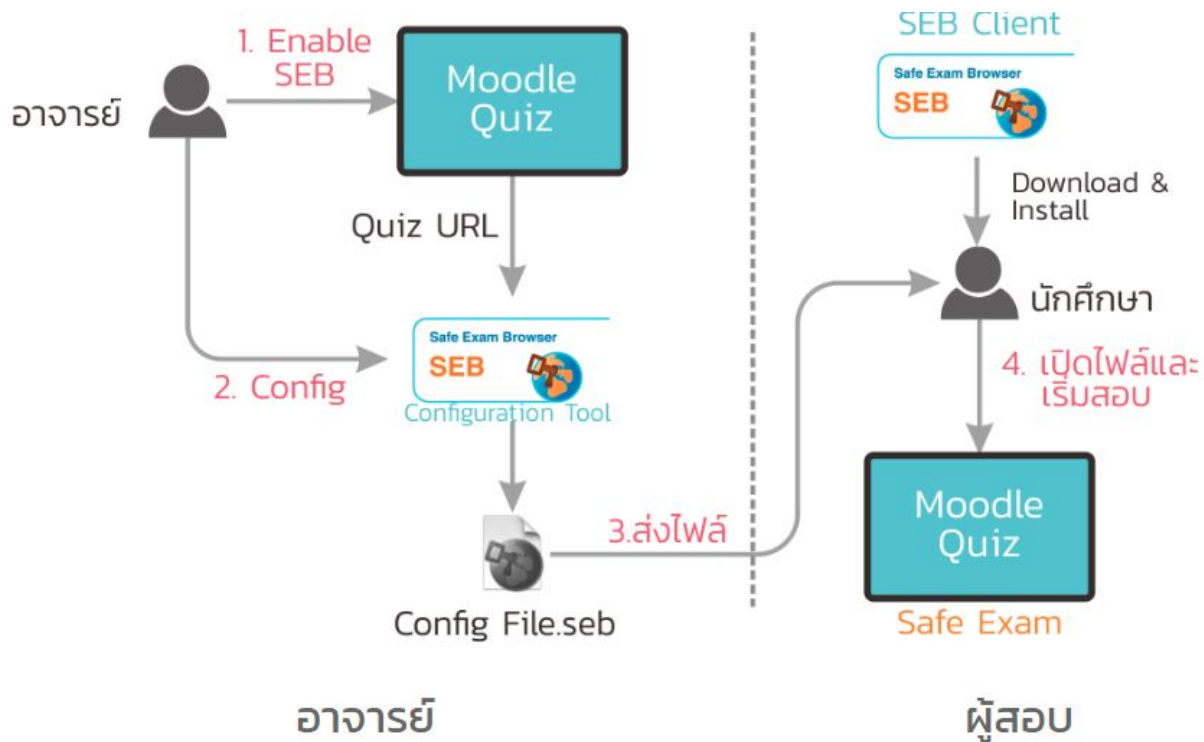 1. Enable
SEB
อาจารย์
Moodle
Quiz
Quiz URL
Safe Exam Browser
SEB
2. Config
Configuration Tool
3.ส่งไฟล์
Config File.seb
อาจารย์
SEB Client
Safe Exam Browser
SEB
Download &
Install
นักศึกษา
4. เปิดไฟล์และ
เริ่มสอบ
Moodle
Quiz
Safe Exam
ผู้สอบ